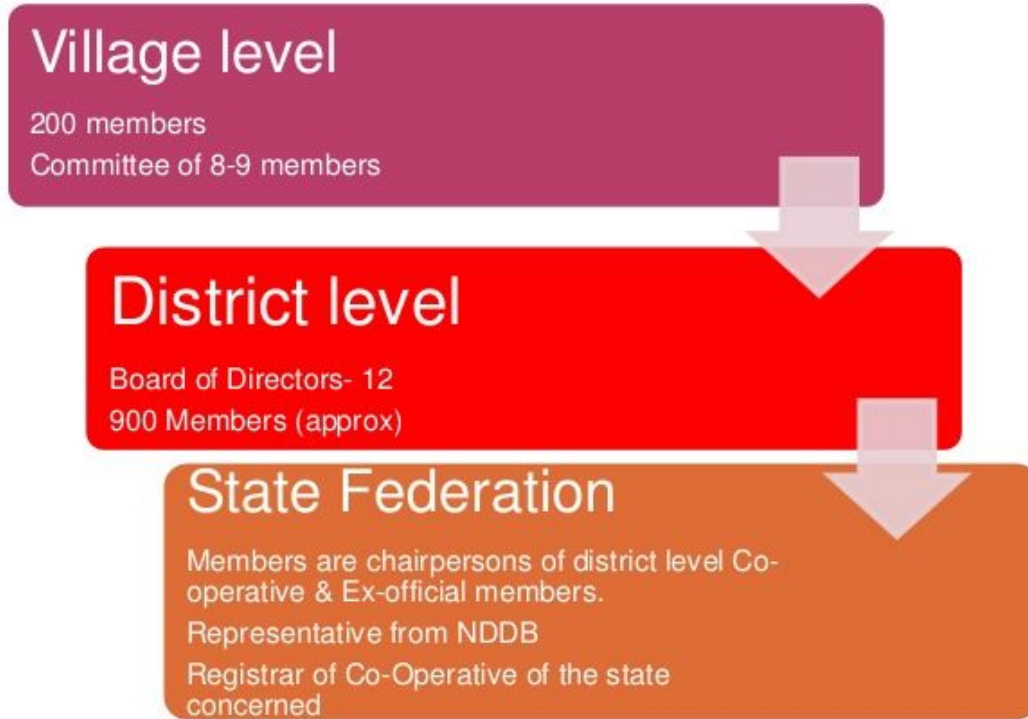 Village level
200 members
Committee of 8-9 members
District level
Board of Directors- 12
900 Members (approx)
State Federation
Members are chairpersons of district level Co-
operative & Ex-official members.
Representative from NDDB
Registrar of Co-Operative of the state
concerned